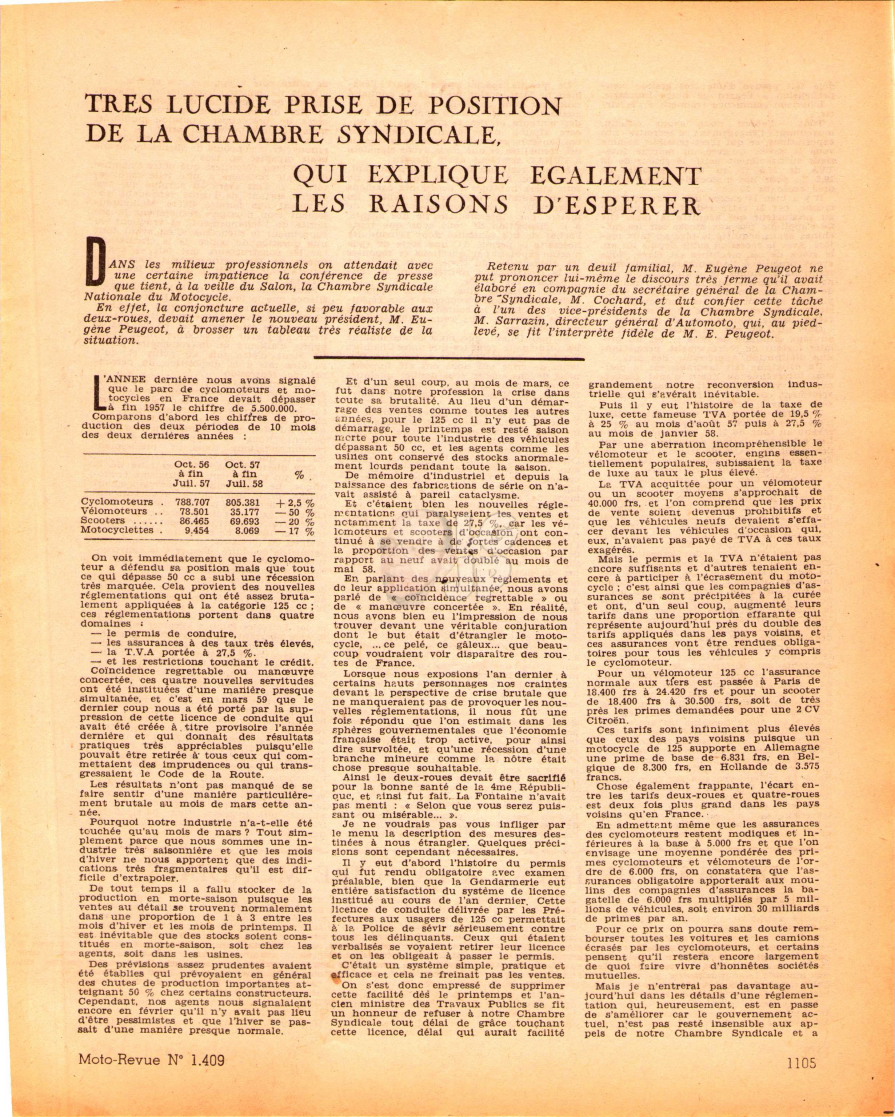 TRES LUCIDE PRISE DE POSITION
DE LA CHAMBRE SYNDICALE,
QUI EXPLIQUE EGALEMENT
LES RAISONS D'ESPERER
DANS les milieux professionnels on attendait avec
une certaine impatience la conférence de presse
que tient, à la veille du Salon, la Chambre Syndicale
Nationale du Motocycle.
En effet, la conjoncture actuelle, si peu favorable aux
deux-roues, devait amener le nouveau président, M. Eu-
gène Peugeot, à brosser un tableau très réaliste de la
situation.
Retenu par un deuil familial, M. Eugène Peugeot ne
put prononcer lui-même le discours très ferme qu'il avait
élaboré en compagnie du secrétaire général de la Cham-
bre Syndicale, M. Cochard, et dut confier cette tâche
à l'un des vice-présidents de la Chambre Syndicale.
M. Sarrazin, directeur général d'Automoto, qui, au pied-
levé, se fit l'interprète fidèle de M. E. Peugeot.
L'ANNEE dernière nous avons signalé
que le parc de cyclomoteurs et mo-
tocycles en France devait dépasser
à fin 1957 le chiffre de 5.500.000.
Comparons d'abord les chiffres de pro-
duction des deux périodes de 10 mois
des deux dernières années :
Oct. 56 Oct. 57
à fin à fin %
Juil. 57 Juil. 58
Cyclomoteurs . 788.707 805.381 + 2,5 %
Vélomoteurs . . 78.501 35.177 — 50 %
Scooters ...... 86.465 69.693 — 20 %
Motocyclettes . 9.454 8.069 — 17 %
On voit immédiatement que le cyclomo-
teur a défendu sa position mais que tout
ce qui dépasse 50 cc a subi une récession
très marquée. Cela provient des nouvelles
réglementations qui ont été assez bruta-
lement appliquées à la catégorie 125 cc ;
ces réglementations portent dans quatre
domaines :
— le permis de conduire,
— les assurances à des taux très élevés,
— la T.V.A portée à 27,5 %.
— et les restrictions touchant le crédit.
Coïncidence regrettable ou manœuvre
concertée, ces quatre nouvelles servitudes
ont été instituées d'une manière presque
simultanée, et c'est en mars 59 que le
dernier coup nous a été porté par la sup-
pression de cette licence de conduite qui
avait été créée à titre provisoire l'année
dernière et qui donnait des résultats
pratiques très appréciables puisqu'elle
pouvait être retirée à tous ceux qui com-
mettaient des imprudences ou qui trans-
gressaient le Code de la Route.
Les résultats n'ont pas manqué de se
faire sentir d'une manière particulière-
ment brutale au mois de mars cette an-
née.
Pourquoi notre industrie n'a-t-elle été
touchée qu'au mois de mars ? Tout sim-
plement parce que nous sommes une in-
dustrie très saisonnière et que les mois
d'hiver ne nous apportent que des indi-
cations très fragmentaires qu'il est dif-
ficile d'extrapoler.
De tout temps il a fallu stocker de la
production en morte-saison puisque les
ventes au détail se trouvent normalement
dans une proportion de 1 à 3 entre les
mois d'hiver et les mois de printemps. Il
est inévitable que des stocks soient cons-
titués en morte-saison, soit chez les
agents, soit dans les usines.
Des prévisions assez prudentes avaient
été établies qui prévoyaient en général
des chutes de production importantes at-
teignant 50 % chez certains constructeurs.
Cependant, nos agents nous signalaient
encore en février qu'il n'y avait pas lieu
d'être pessimistes et que l'hiver se pas-
sait d'une manière presque normale.
Et d'un seul coup, au mois de mars, ce
fut dans notre profession la crise dans
toute sa brutalité. Au lieu d'un démar-
rage des ventes comme toutes les autres
années, pour le 125 cc il n'y eut pas de
démarrage, le printemps est resté saison
morte pour toute l'industrie des véhicules
dépassant 50 cc, et les agents comme les
usines ont conservé des stocks anormale-
ment lourds pendant toute la saison.
De mémoire d'industriel et depuis la
naissance des fabrications de série on n'a-
vait assisté à pareil cataclysme.
Et c'étaient bien les nouvelles régle-
mentations qui paralysaient les ventes et
notamment la taxe de 27,5 %, car les vé-
lomoteurs et scooters d'occasion ont con-
tinué à se vendre à de fortes cadences et
la proportion des ventes d'occasion par
rapport au neuf avait doublé au mois de
mai 58.
En parlant des nouveaux règlements et
de leur application simultanée, nous avons
parlé de « coïncidence regrettable » ou
de « manœuvre concertée ». En réalité,
nous avons bien eu l'impression de nous
trouver devant une véritable conjuration
dont le but était d'étrangler le moto-
cycle, ... ce pelé, ce gâleux... que beau-
coup voudraient voir disparaître des rou-
tes de France.
Lorsque nous exposions l'an dernier à
certains hauts personnages nos craintes
devant la perspective de crise brutale que
ne manqueraient pas de provoquer les nou-
velles réglementations, il nous fût une
fois répondu que l'on estimait dans les
sphères gouvernementales que l'économie
française était trop active, pour ainsi
dire survoltée, et qu'une récession d'une
branche mineure comme la nôtre était
chose presque souhaitable.
Ainsi le deux-roues devait être sacrifié
pour la bonne santé de la 4me Républi-
que, et ainsi fut fait. La Fontaine n'avait
pas menti : « Selon que vous serez puis-
sant ou misérable... ».
Je ne voudrais pas vous infliger par
le menu la description des mesures des-
tinées à nous étrangler. Quelques préci-
sions sont cependant nécessaires.
Il y eut d'abord l'histoire du permis
qui fut rendu obligatoire avec examen
préalable, bien que la Gendarmerie eut
entière satisfaction du système de licence
institué au cours de l'an dernier. Cette
licence de conduite délivrée par les Pré-
fectures aux usagers de 125 cc permettait
à la Police de sévir sérieusement contre
tous les délinquants. Ceux qui étaient
verbalisés se voyaient retirer leur licence
et on les obligeait à passer le permis.
C'était un système simple, pratique et
efficace et cela ne freinait pas les ventes.
On s'est donc empressé de supprimer
cette facilité dès le printemps et l'an-
cien ministre des Travaux Publics se fit
un honneur de refuser à notre Chambre
Syndicale tout délai de grâce touchant
cette licence, délai qui aurait facilité
grandement notre reconversion indus-
trielle qui s'avérait inévitable.
Puis il y eut l'histoire de la taxe de
luxe, cette fameuse TVA portée de 19,5 %
à 25 % au mois d'août 57 puis à 27,5 %
au mois de janvier 58.
Par une aberration incompréhensible le
vélomoteur et le scooter, engins essen-
tiellement populaires, subissaient la taxe
de luxe au taux le plus élevé.
La TVA acquittée pour un vélomoteur
ou un scooter moyens s'approchait de
40.000 frs, et l'on comprend que les prix
de vente soient devenus prohibitifs et
que les véhicules neufs devaient s'effa-
cer devant les véhicules d'occasion qui,
eux, n'avaient pas payé de TVA à ces taux
exagérés.
Mais le permis et la TVA n'étaient pas
encore suffisants et d'autres tenaient en-
core à participer à l'écrasement du moto-
cycle ; c'est ainsi que les compagnies d'as-
surances se sont précipitées à la curée
et ont, d'un seul coup, augmenté leurs
tarifs dans une proportion effarante qui
représente aujourd'hui près du double des
tarifs appliqués dans les pays voisins, et
ces assurances vont être rendues obliga-
toires pour tous les véhicules y compris
le cyclomoteur.
Pour un vélomoteur 125 cc l'assurance
normale aux tiers est passée à Paris de
18.400 frs à 24.420 frs et pour un scooter
de 18.400 frs à 30.500 frs, soit de très
près les primes demandées pour une 2 CV
Citroën.
Ces tarifs sont infiniment plus élevés
que ceux des pays voisins puisque un
motocycle de 125 supporte en Allemagne
une prime de base de 6.831 frs, en Bel-
gique de 8.300 frs, en Hollande de 3.575
francs.
Chose également frappante, l'écart en-
tre les tarifs deux-roues et quatre-roues
est deux fois plus grand dans les pays
voisins qu'en France.
En admettant même que les assurances
des cyclomoteurs restent modiques et in-
férieures à la base à 5.000 frs et que l'on
envisage une moyenne pondérée des pri-
mes cyclomoteurs et vélomoteurs de l'or-
dre de 6.000 frs, on constatera que l'as-
surances obligatoire apporterait aux mou-
lins des compagnies d'assurances la ba-
gatelle de 6.000 frs multipliés par 5 mil-
lions de véhicules, soit environ 30 milliards
de primes par an.
Pour ce prix on pourra sans doute rem-
bourser toutes les voitures et les camions
écrasés par les cyclomoteurs, et certains
pensent qu'il restera encore largement
de quoi faire vivre d'honnêtes sociétés
mutuelles.
Mais je n'entrerai pas davantage au-
jourd'hui dans les détails d'une réglemen-
tation qui, heureusement, est en passe
de s'améliorer car le gouvernement ac-
tuel, n'est pas resté insensible aux ap-
pels de notre Chambre Syndicale et a
Moto-Revue N° 1.409
1105